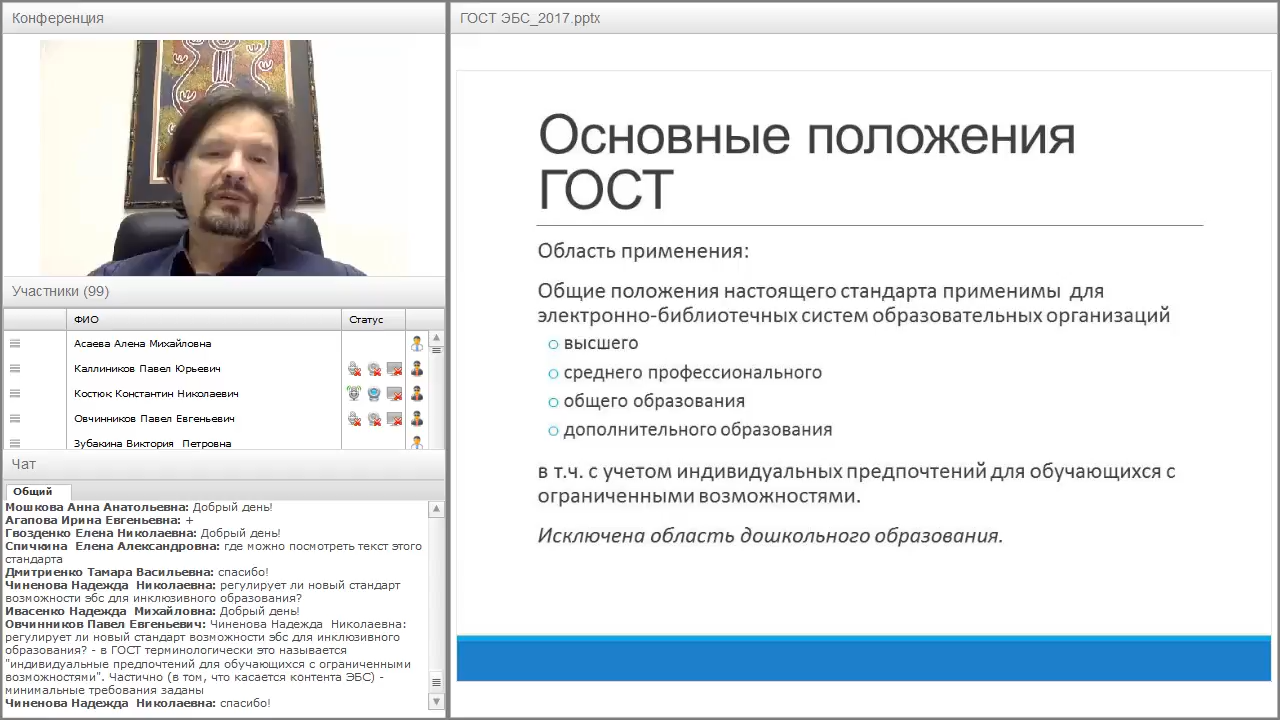 Конференция
ГОСТ ЭБС_2017.pptx
Участники (99)
ФИО
Статус
Асаева Алена Михайловна
Каллиников Павел Юрьевич
Костюк Константин Николаевич
Овчинников Павел Евгеньевич
Зубакина Виктория Петровна
Чат
Общий
Мошкова Анна Анатольевна: Добрый день!
Агапова Ирина Евгеньевна: +
Гвозденко Елена Николаевна: Добрый день!
Спичкина Елена Александровна: где можно посмотреть текст этого
стандарта
Дмитриенко Тамара Васильевна: спасибо!
Чиненова Надежда Николаевна: регулирует ли новый стандарт
возможности эбс для инклюзивного образования?
Ивасенко Надежда Михайловна: Добрый день!
Овчинников Павел Евгеньевич: Чиненова Надежда Николаевна:
регулирует ли новый стандарт возможности эбс для инклюзивного
образования? - в ГОСТ терминологически это называется
"индивидуальные предпочтений для обучающихся с ограниченными
возможностями". Частично (в том, что касается контента ЭБС) -
минимальные требования заданы
Чиненова Надежда Николаевна: спасибо!
Основные положения
ГОСТ
Область применения:
Общие положения настоящего стандарта применимы для
электронно-библиотечных систем образовательных организаций
высшего
среднего профессионального
общего образования
дополнительного образования
в т.ч. с учетом индивидуальных предпочтений для обучающихся с
ограниченными возможностями.
Исключена область дошкольного образования.